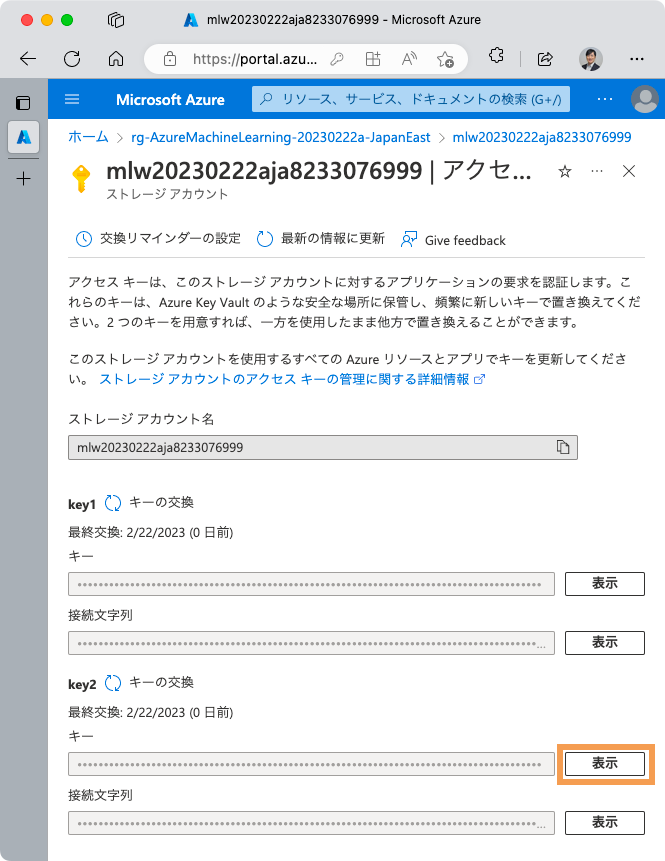 mlw20230222aja8233076999 - Microsoft Azure
https://portal.azu...
Microsoft Azure
リソース、サービス、ドキュメントの検索 (G+/)
ホーム > rg-AzureMachineLearning-20230222a-JapanEast > mlw20230222aja8233076999
mlw20230222aja8233076999 | アクセ...
ストレージ アカウント
交換リマインダーの設定 最新の情報に更新 Give feedback
アクセス キーは、このストレージ アカウントに対するアプリケーションの要求を認証します。こ
れらのキーは、Azure Key Vault のような安全な場所に保管し、頻繁に新しいキーで置き換えてくだ
さい。2 つのキーを用意すれば、一方を使用したまま他方で置き換えることができます。
このストレージ アカウントを使用するすべての Azure リソースとアプリでキーを更新してくださ
い。 ストレージ アカウントのアクセス キーの管理に関する詳細情報
ストレージ アカウント名
mlw20230222aja8233076999
key1 キーの交換
最終交換: 2/22/2023 (0 日前)
キー
表示
接続文字列
表示
key2 キーの交換
最終交換: 2/22/2023 (0 日前)
キー
表示
接続文字列
表示